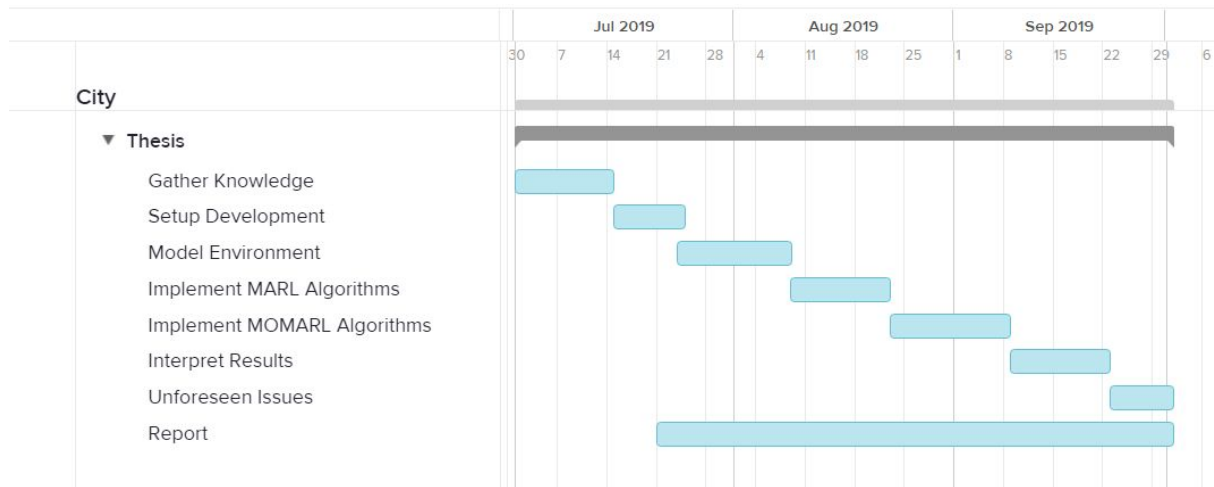 Jul 2019 Aug 2019 Sep 2019
30 7 14 21 28 4 11 18 25 1 8 15 22 29 6
City
Thesis
Gather Knowledge
Setup Development
Model Environment
Implement MARL Algorithms
Implement MOMARL Algorithms
Interpret Results
Unforeseen Issues
Report